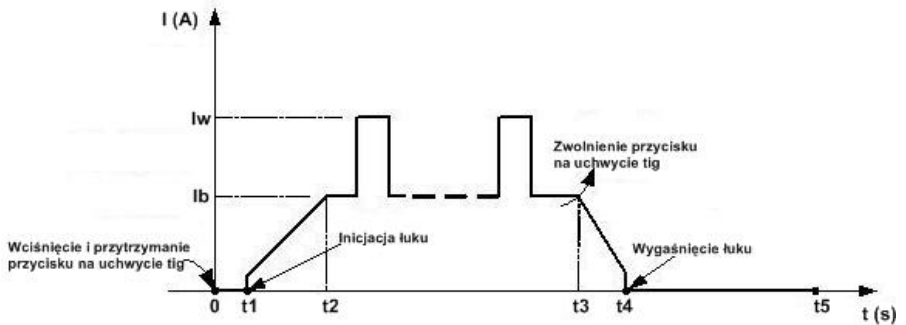 I (A)
Iw
Zwolnienie przycisku
na uchwycie tig
Ib
Wciśnięcie i przytrzymanie
przycisku na uchwycie tig
Inicjacja łuku
Wygaśnięcie łuku
0 t1 t2 t3 t4 t5
t (s)